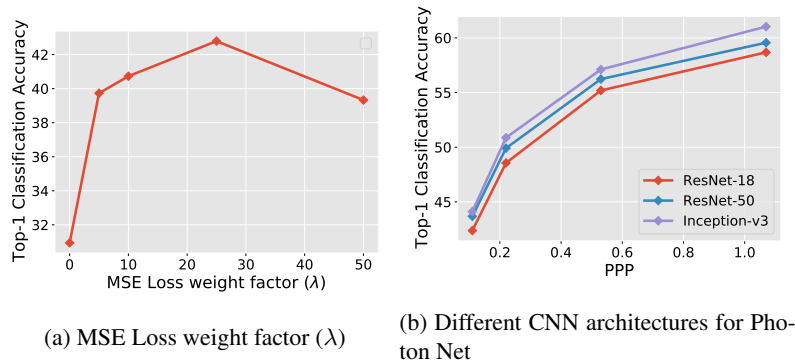 Top-1 Classification Accuracy
42
40
38
36
34
32
0 10 20 30 40 50
MSE Loss weight factor (λ)
(a) MSE Loss weight factor (λ)
Top-1 Classification Accuracy
60
55
50
45
ResNet-18
ResNet-50
Inception-v3
0.2 0.4 0.6 0.8 1.0
PPP
(b) Different CNN architectures for Pho-
ton Net